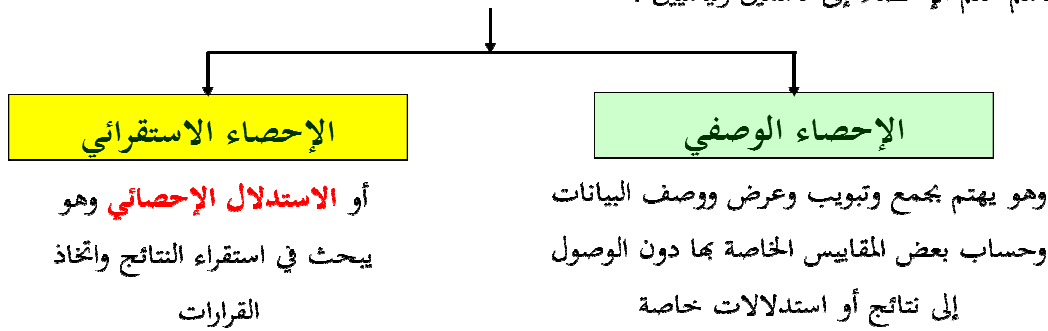 الإحصاء الوصفي
وهو يهتم بجمع وتبويب وعرض ووصف البيانات
وحساب بعض المقاييس الخاصة بها دون الوصول
إلى نتائج أو استدلالات خاصة
الإحصاء الاستقرائي
أو الاستدلال الإحصائي وهو
يبحث في استقراء النتائج واتخاذ
القرارات